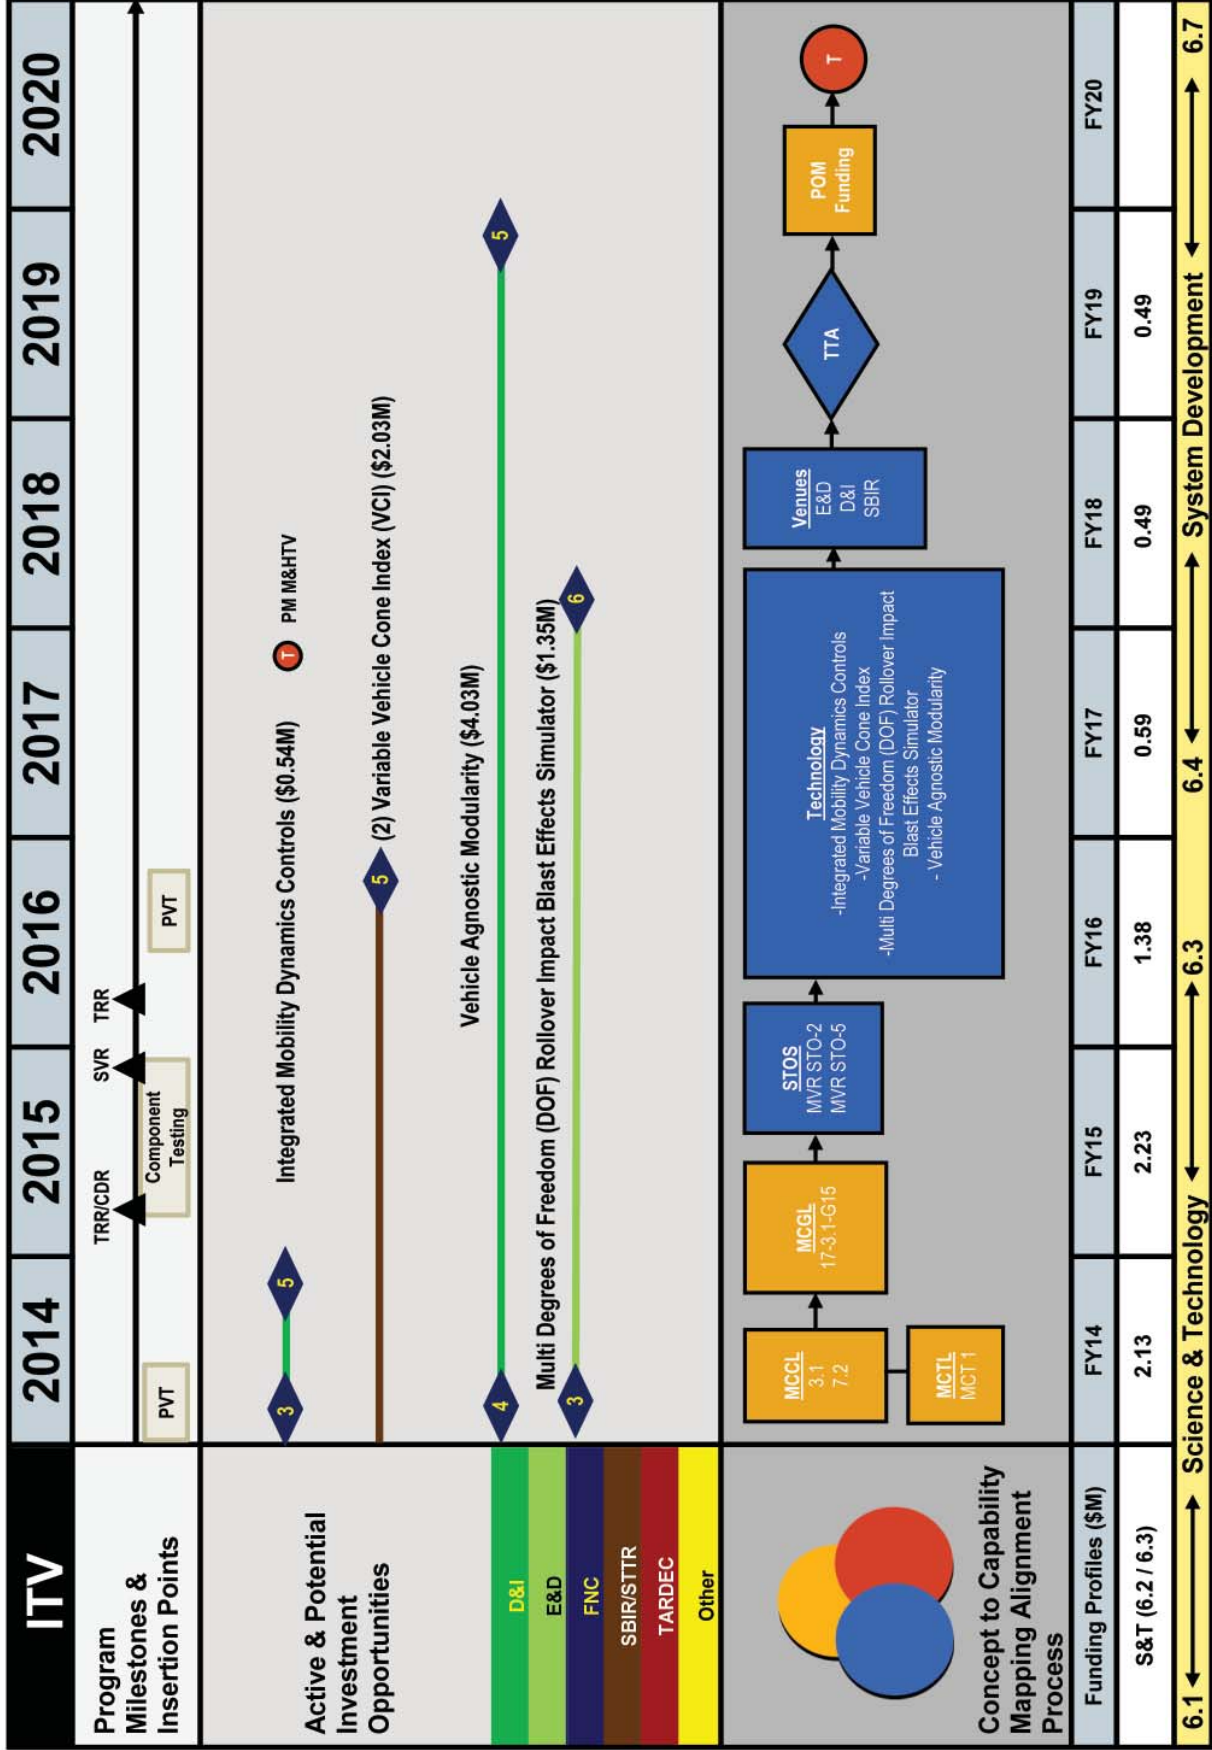 ITV
2014
2015
2016
2017
2018
2019
2020
Program
Milestones &
Insertion Points
TRR/CDR
SVR
TRR
PVT
Component
Testing
PVT
Active & Potential
Investment
Opportunities
3
5
Integrated Mobility Dynamics Controls ($0.54M)
T
PM M&HTV
5
(2) Variable Vehicle Cone Index (VCI) ($2.03M)
Vehicle Agnostic Modularity ($4.03M)
4
5
Multi Degrees of Freedom (DOF) Rollover Impact Blast Effects Simulator ($1.35M)
3
6
D&I
E&D
FNC
SBIR/STTR
TARDEC
Other
Concept to Capability
Mapping Alignment
Process
MCCL
3.1
7.2
MCTL
MCT 1
MCGL
17-3.1-G15
STOS
MVR STO-2
MVR STO-5
Technology
-Integrated Mobility Dynamics Controls
-Variable Vehicle Cone Index
-Multi Degrees of Freedom (DOF) Rollover Impact
Blast Effects Simulator
- Vehicle Agnostic Modularity
Venues
E&D
D&I
SBIR
TTA
POM
Funding
T
Funding Profiles ($M)
FY14
FY15
FY16
FY17
FY18
FY19
FY20
S&T (6.2 / 6.3)
2.13
2.23
1.38
0.59
0.49
0.49
6.1
Science & Technology
6.3
6.4
System Development
6.7